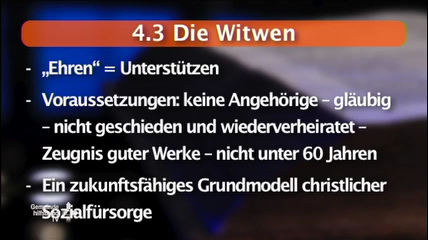 4.3 Die Witwen
- „Ehren“ = Unterstützen
- Voraussetzungen: keine Angehörige – gläubig
– nicht geschieden und wiederverheiratet –
Zeugnis guter Werke – nicht unter 60 Jahren
- Ein zukunftsfähiges Grundmodell christlicher
Sozialfürsorge
Gemeinde